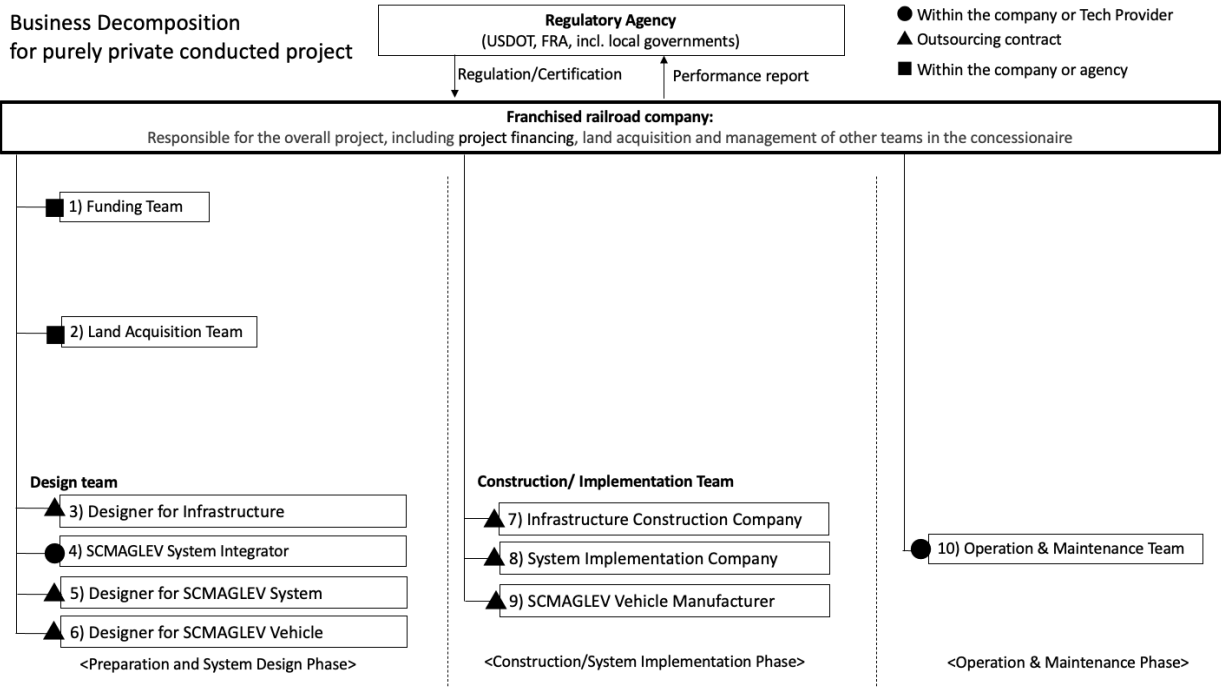 Business Decomposition
for purely private conducted project
Regulatory Agency
(USDOT, FRA, incl. local governments)
Within the company or Tech Provider
Outsourcing contract
Within the company or agency
Regulation/Certification
Performance report
Franchised railroad company:
Responsible for the overall project, including project financing, land acquisition and management of other teams in the concessionaire
1) Funding Team
2) Land Acquisition Team
Design team
3) Designer for Infrastructure
4) SCMAGLEV System Integrator
5) Designer for SCMAGLEV System
6) Designer for SCMAGLEV Vehicle
<Preparation and System Design Phase>
Construction/ Implementation Team
7) Infrastructure Construction Company
8) System Implementation Company
9) SCMAGLEV Vehicle Manufacturer
<Construction/System Implementation Phase>
10) Operation & Maintenance Team
<Operation & Maintenance Phase>